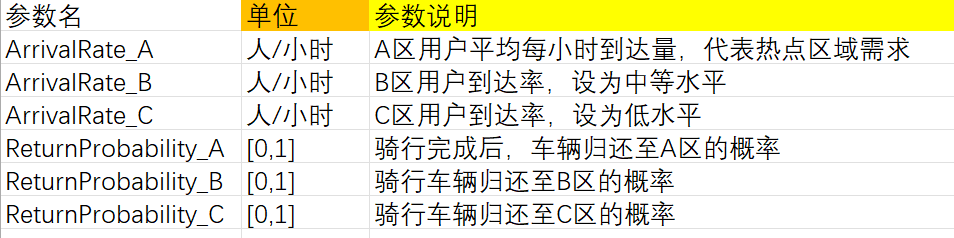 参数名 单位 参数说明
ArrivalRate_A 人/小时 A区用户平均每小时到达量，代表热点区域需求
ArrivalRate_B 人/小时 B区用户到达率，设为中等水平
ArrivalRate_C 人/小时 C区用户到达率，设为低水平
ReturnProbability_A [0,1] 骑行完成后，车辆归还至A区的概率
ReturnProbability_B [0,1] 骑行车辆归还至B区的概率
ReturnProbability_C [0,1] 骑行车辆归还至C区的概率